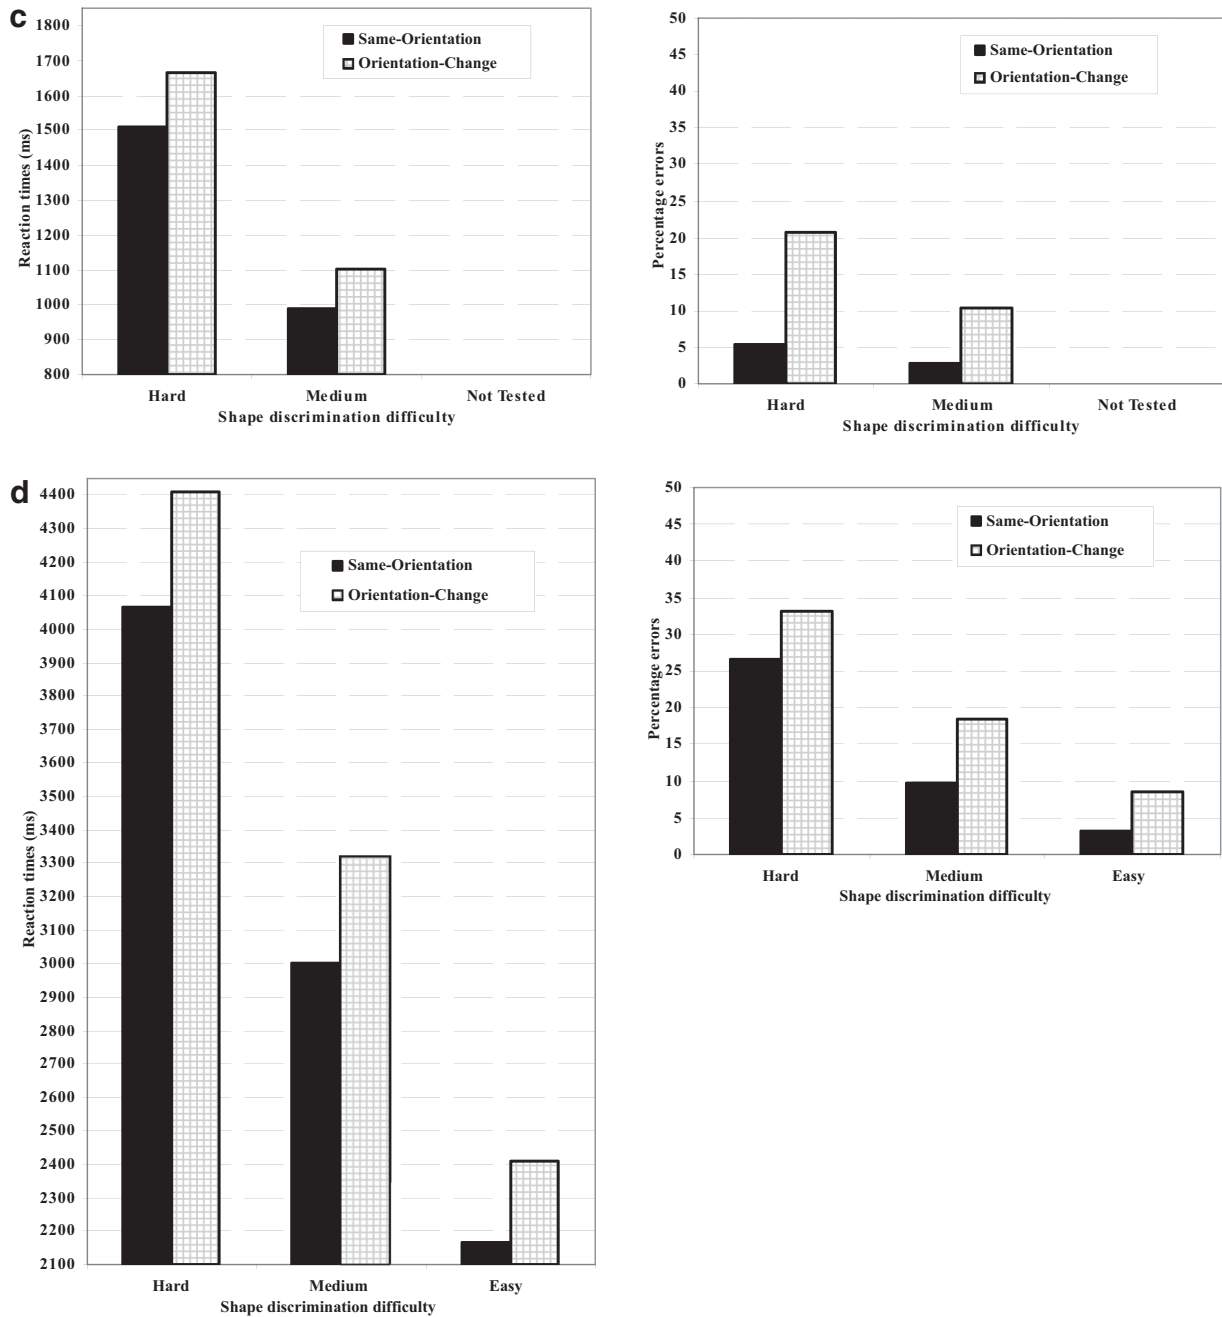 c
1800
1700
1600
1500
1400
1300
1200
1100
1000
900
800
Reaction times (ms)
Same-Orientation
Orientation-Change
Hard Medium Not Tested
Shape discrimination difficulty
50
45
40
35
30
25
20
15
10
5
0
Percentage errors
Same-Orientation
Orientation-Change
Hard Medium Not Tested
Shape discrimination difficulty
d
4400
4300
4200
4100
4000
3900
3800
3700
3600
3500
3400
3300
3200
3100
3000
2900
2800
2700
2600
2500
2400
2300
2200
2100
Reaction times (ms)
Same-Orientation
Orientation-Change
Hard Medium Easy
Shape discrimination difficulty
50
45
40
35
30
25
20
15
10
5
0
Percentage errors
Same-Orientation
Orientation-Change
Hard Medium Easy
Shape discrimination difficulty